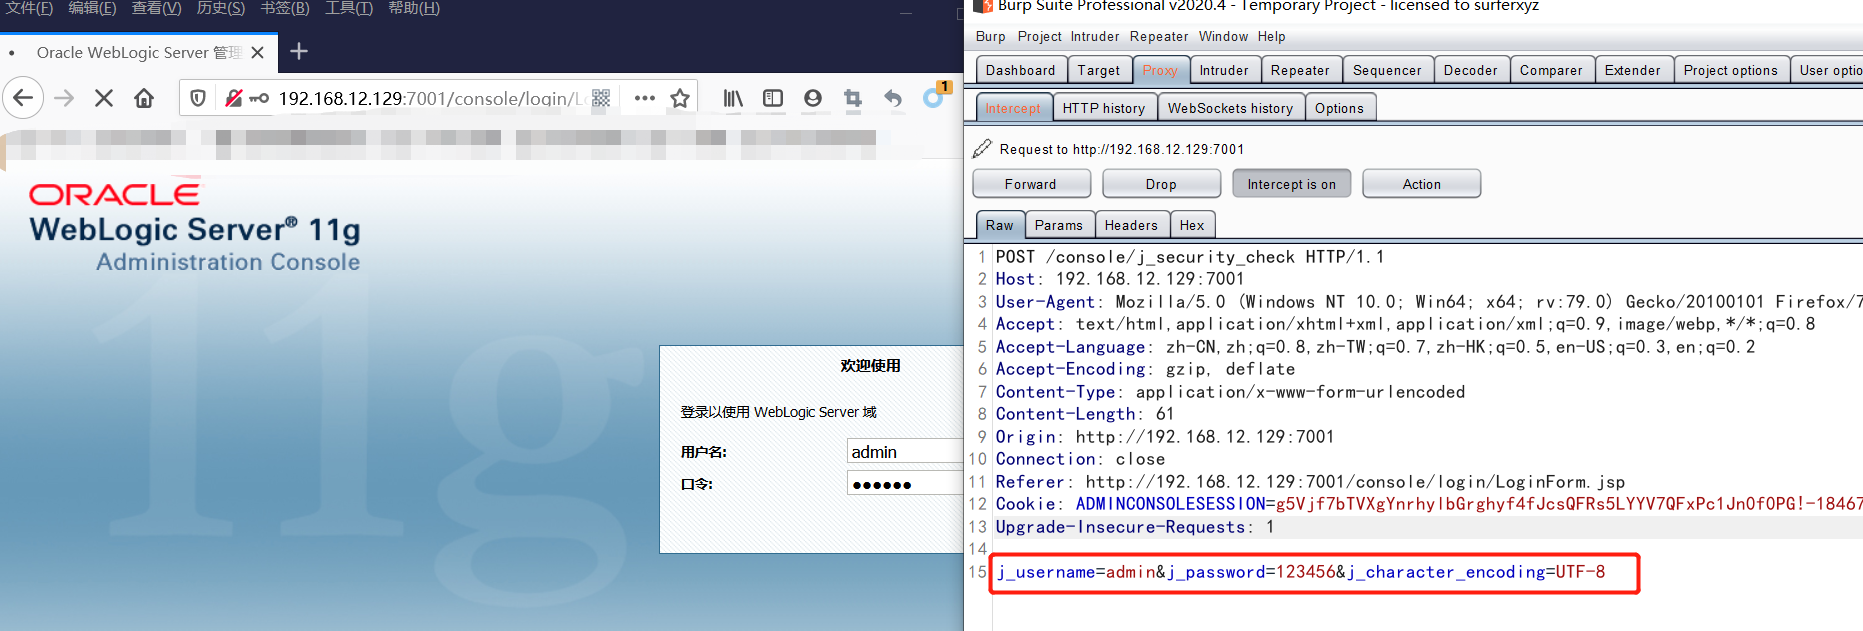 文件(F) 编辑(E) 查看(V) 历史(S) 书签(B) 工具(T) 帮助(H)
Oracle WebLogic Server 管理
192.168.12.129:7001/console/login/L
1
ORACLE
WebLogic Server® 11g
Administration Console
11g
欢迎使用
登录以使用 WebLogic Server 域
用户名: admin
口令: ●●●●●●
Burp Suite Professional v2020.4 - Temporary Project - licensed to surferxyz
Burp Project Intruder Repeater Window Help
Dashboard Target Proxy Intruder Repeater Sequencer Decoder Comparer Extender Project options User optio
Intercept HTTP history WebSockets history Options
Request to http://192.168.12.129:7001
Forward Drop Intercept is on Action
Raw Params Headers Hex
1 POST /console/j_security_check HTTP/1.1
2 Host: 192.168.12.129:7001
3 User-Agent: Mozilla/5.0 (Windows NT 10.0; Win64; x64; rv:79.0) Gecko/20100101 Firefox/7
4 Accept: text/html,application/xhtml+xml,application/xml;q=0.9,image/webp,*/*;q=0.8
5 Accept-Language: zh-CN,zh;q=0.8,zh-TW;q=0.7,zh-HK;q=0.5,en-US;q=0.3,en;q=0.2
6 Accept-Encoding: gzip, deflate
7 Content-Type: application/x-www-form-urlencoded
8 Content-Length: 61
9 Origin: http://192.168.12.129:7001
10 Connection: close
11 Referer: http://192.168.12.129:7001/console/login/LoginForm.jsp
12 Cookie: ADMINCONSOLESESSION=g5Vjf7bTVXgYnrhylbGrghyf4fJcsQFRs5LYYV7QFxPc1Jn0f0PG!-18467
13 Upgrade-Insecure-Requests: 1
14
15 j_username=admin&j_password=123456&j_character_encoding=UTF-8